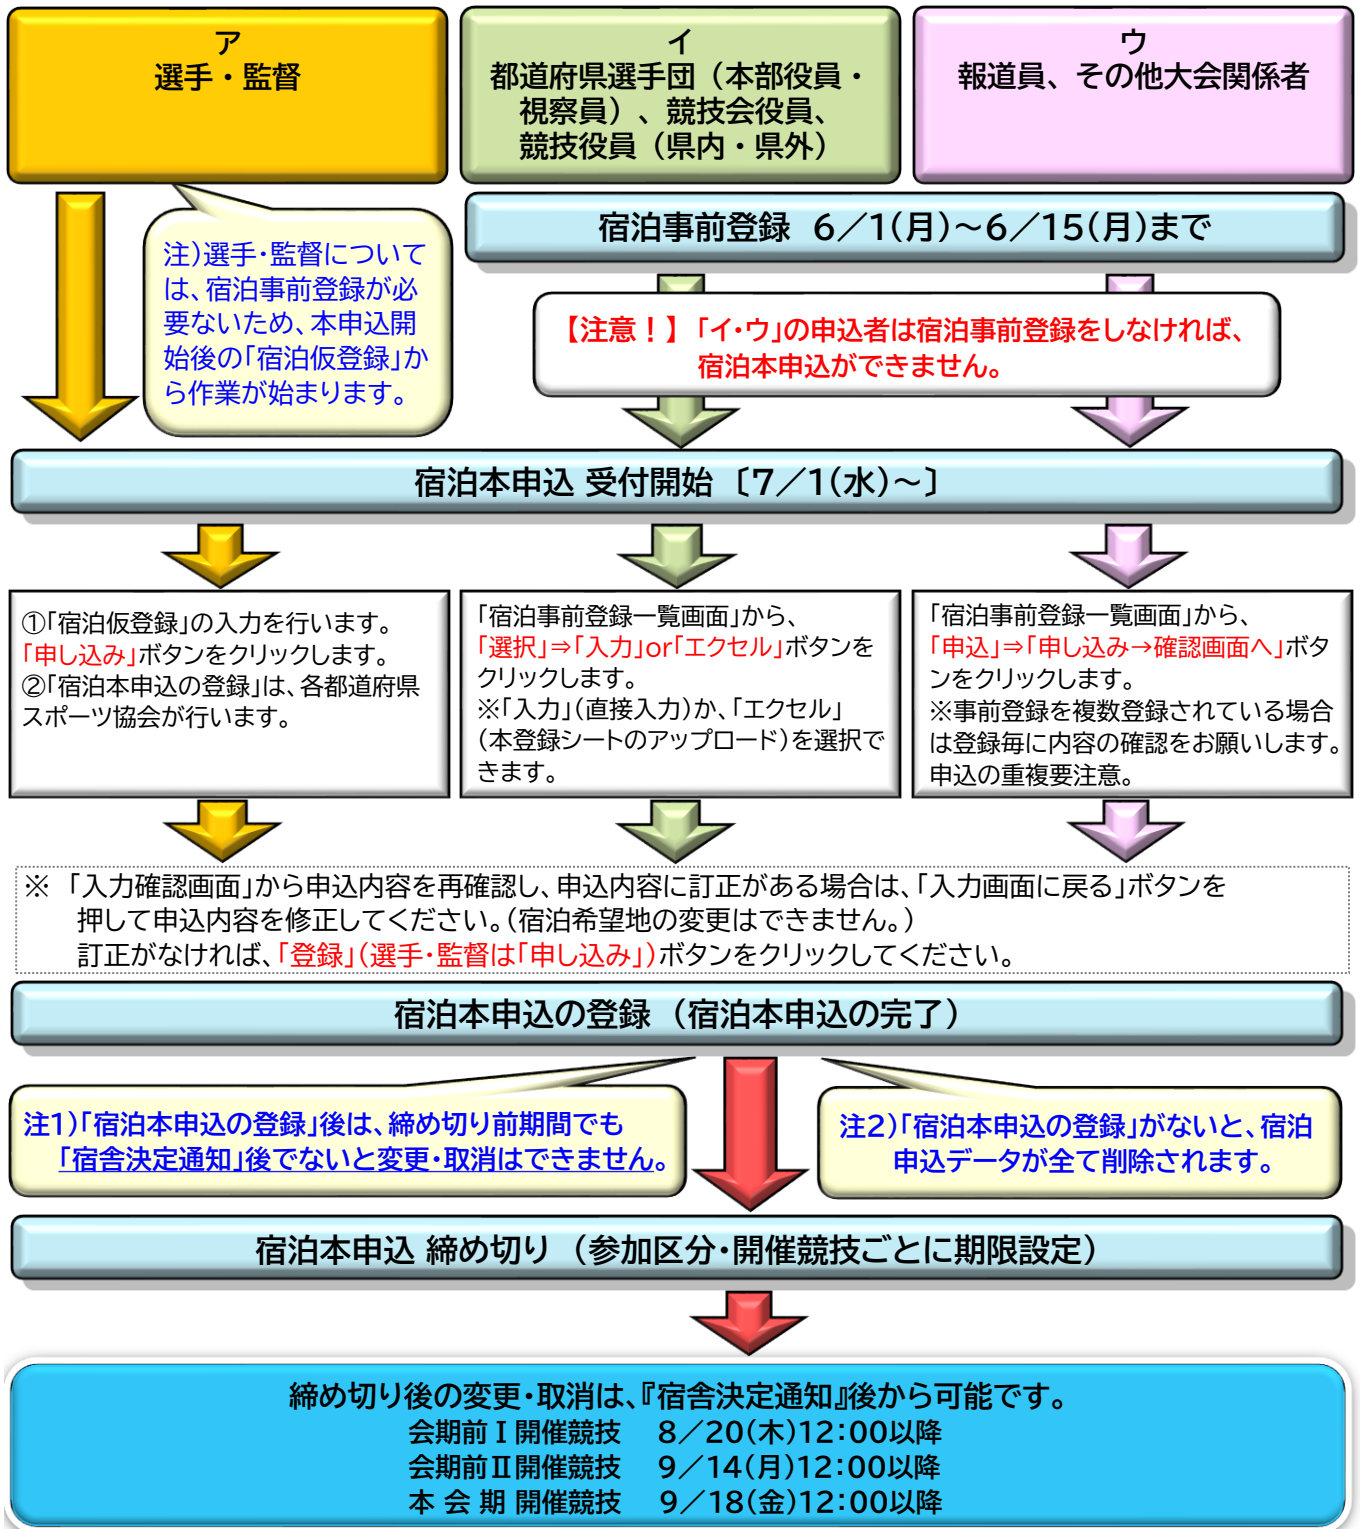 ア
選手・監督
イ
都道府県選手団（本部役員・
視察員）、競技会役員、
競技役員（県内・県外）
ウ
報道員、その他大会関係者
宿泊事前登録 6／1(月)～6／15(月)まで
注)選手・監督について
は、宿泊事前登録が必
要ないため、本申込開
始後の「宿泊仮登録」か
ら作業が始まります。
【注意！】「イ・ウ」の申込者は宿泊事前登録をしなければ、
宿泊本申込ができません。
宿泊本申込 受付開始 〔7／1(水)～〕
①「宿泊仮登録」の入力を行います。
「申し込み」ボタンをクリックします。
②「宿泊本申込の登録」は、各都道府県
スポーツ協会が行います。
「宿泊事前登録一覧画面」から、
「選択」⇒「入力」or「エクセル」ボタンを
クリックします。
※「入力」(直接入力)か、「エクセル」
(本登録シートのアップロード)を選択で
きます。
「宿泊事前登録一覧画面」から、
「申込」⇒「申し込み→確認画面へ」ボタ
ンをクリックします。
※事前登録を複数登録されている場合
は登録毎に内容の確認をお願いします。
申込の重複要注意。
※ 「入力確認画面」から申込内容を再確認し、申込内容に訂正がある場合は、「入力画面に戻る」ボタンを
押して申込内容を修正してください。(宿泊希望地の変更はできません。)
訂正がなければ、「登録」(選手・監督は「申し込み」)ボタンをクリックしてください。
宿泊本申込の登録 （宿泊本申込の完了）
注1)「宿泊本申込の登録」後は、締め切り前期間でも
「宿舎決定通知」後でないと変更・取消はできません。
注2)「宿泊本申込の登録」がないと、宿泊
申込データが全て削除されます。
宿泊本申込 締め切り （参加区分・開催競技ごとに期限設定）
締め切り後の変更・取消は、『宿舎決定通知』後から可能です。
会期前Ⅰ開催競技 8／20(木)12：00以降
会期前Ⅱ開催競技 9／14(月)12：00以降
本 会 期 開催競技 9／18(金)12：00以降